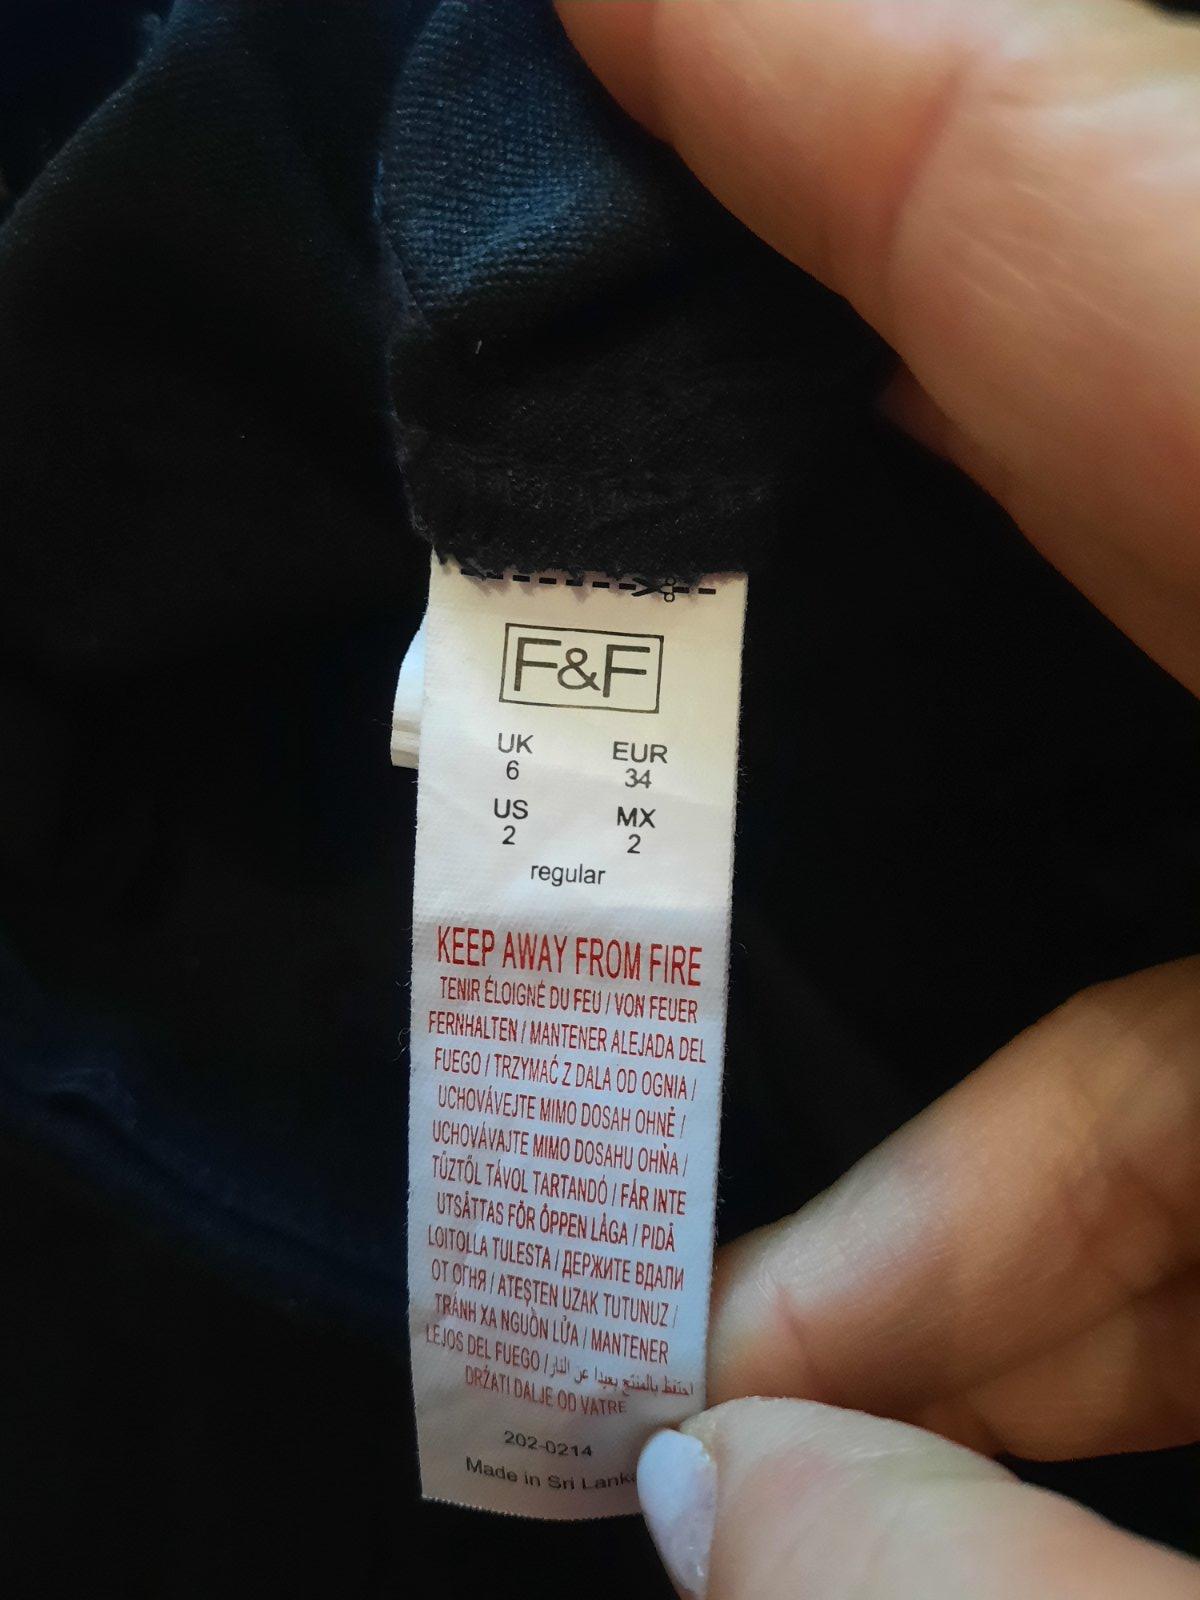 F&F
UK EUR
6 34
US MX
2 2
regular
KEEP AWAY FROM FIRE
TENIR ÉLOIGNÉ DU FEU / VON FEUER
FERNHALTEN / MANTENER ALEJADA DEL
FUEGO / TRZYMAĆ Z DALA OD OGNIA /
UCHOVÁVEJTE MIMO DOSAH OHNĚ /
UCHOVÁVAJTE MIMO DOSAHU OHŇA /
TŰZTŐL TÁVOL TARTANDÓ / FÅR INTE
UTSÄTTAS FÖR ÖPPEN LÅGA / PIDÄ
LOITOLLA TULESTA / ДЕРЖИТЕ ВДАЛИ
ОТ ОГНЯ / ATEŞTEN UZAK TUTUNUZ /
TRÁNH XA NGUỒN LỬA / MANTENER
LEJOS DEL FUEGO / احتفظ بالمنتج بعيدا عن النار
DRŽATI DALJE OD VATRE
202-0214
Made in Sri Lanka